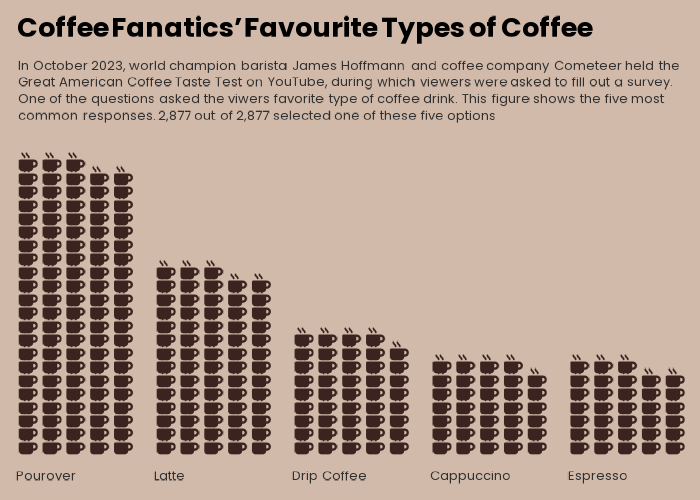 Coffee Fanatics’ Favourite Types of Coffee
In October 2023, world champion barista James Hoffmann and coffee company Cometeer held the
Great American Coffee Taste Test on YouTube, during which viewers were asked to fill out a survey.
One of the questions asked the viwers favorite type of coffee drink. This figure shows the five most
common responses. 2,877 out of 2,877 selected one of these five options
Pourover
Latte
Drip Coffee
Cappuccino
Espresso